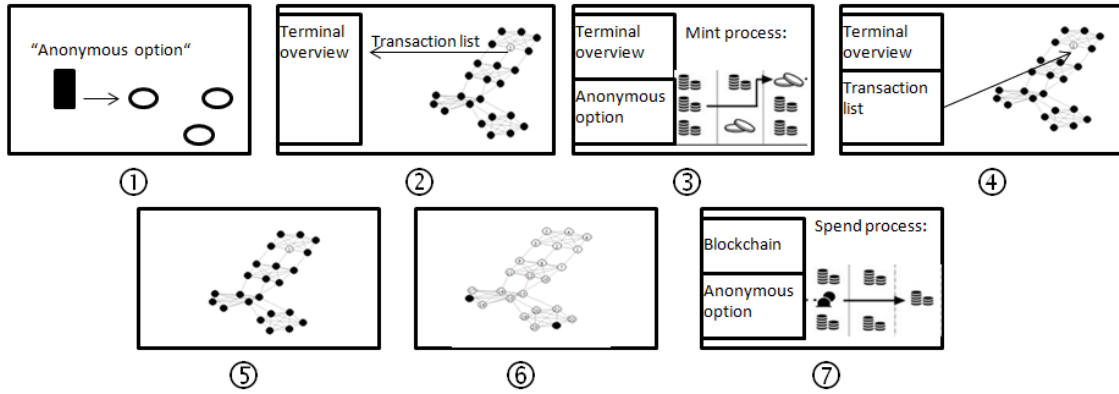 “Anonymous option“
Terminal
overview
Transaction list
Terminal
overview
Anonymous
option
Mint process:
Terminal
overview
Transaction
list
①
②
③
④
Blockchain
Anonymous
option
Spend process:
⑤
⑥
⑦